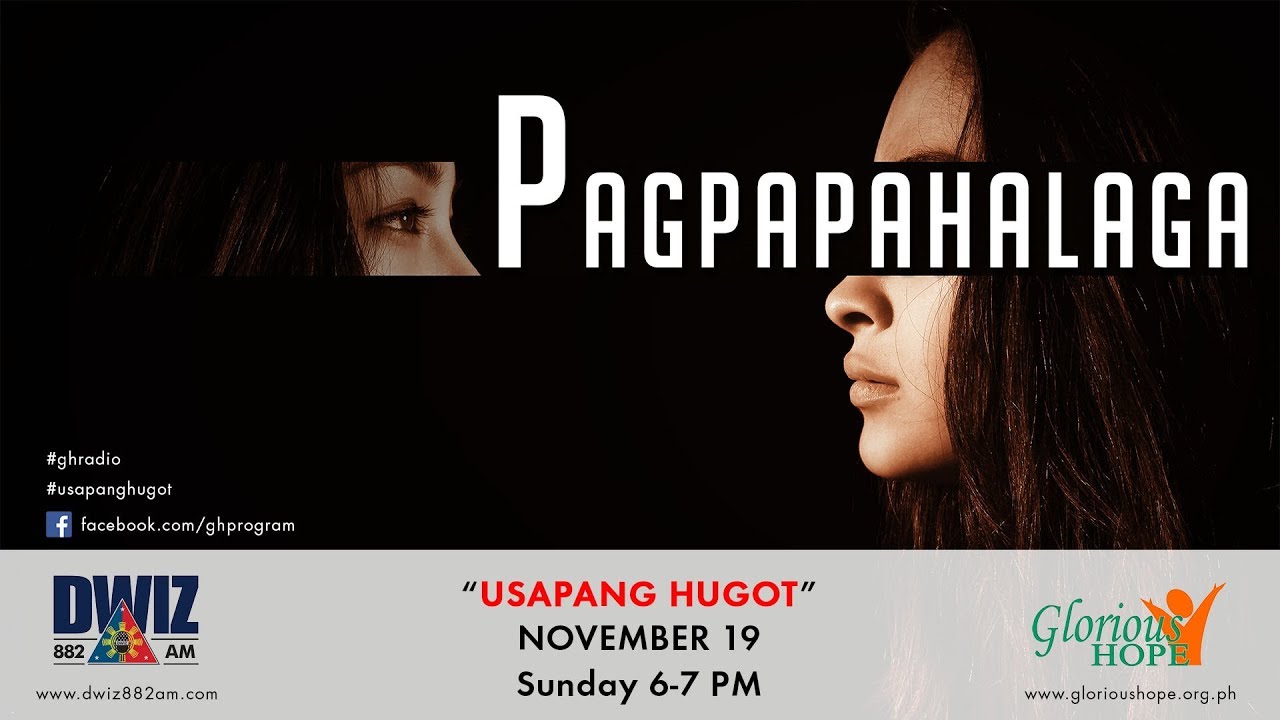 PAGPAPAHALAGA
#ghradio
#usapanghugot
facebook.com/ghprogram
DWIZ
882 AM
www.dwiz882am.com
“USAPANG HUGOT”
NOVEMBER 19
Sunday 6-7 PM
Glorious
HOPE
www.glorioushope.org.ph